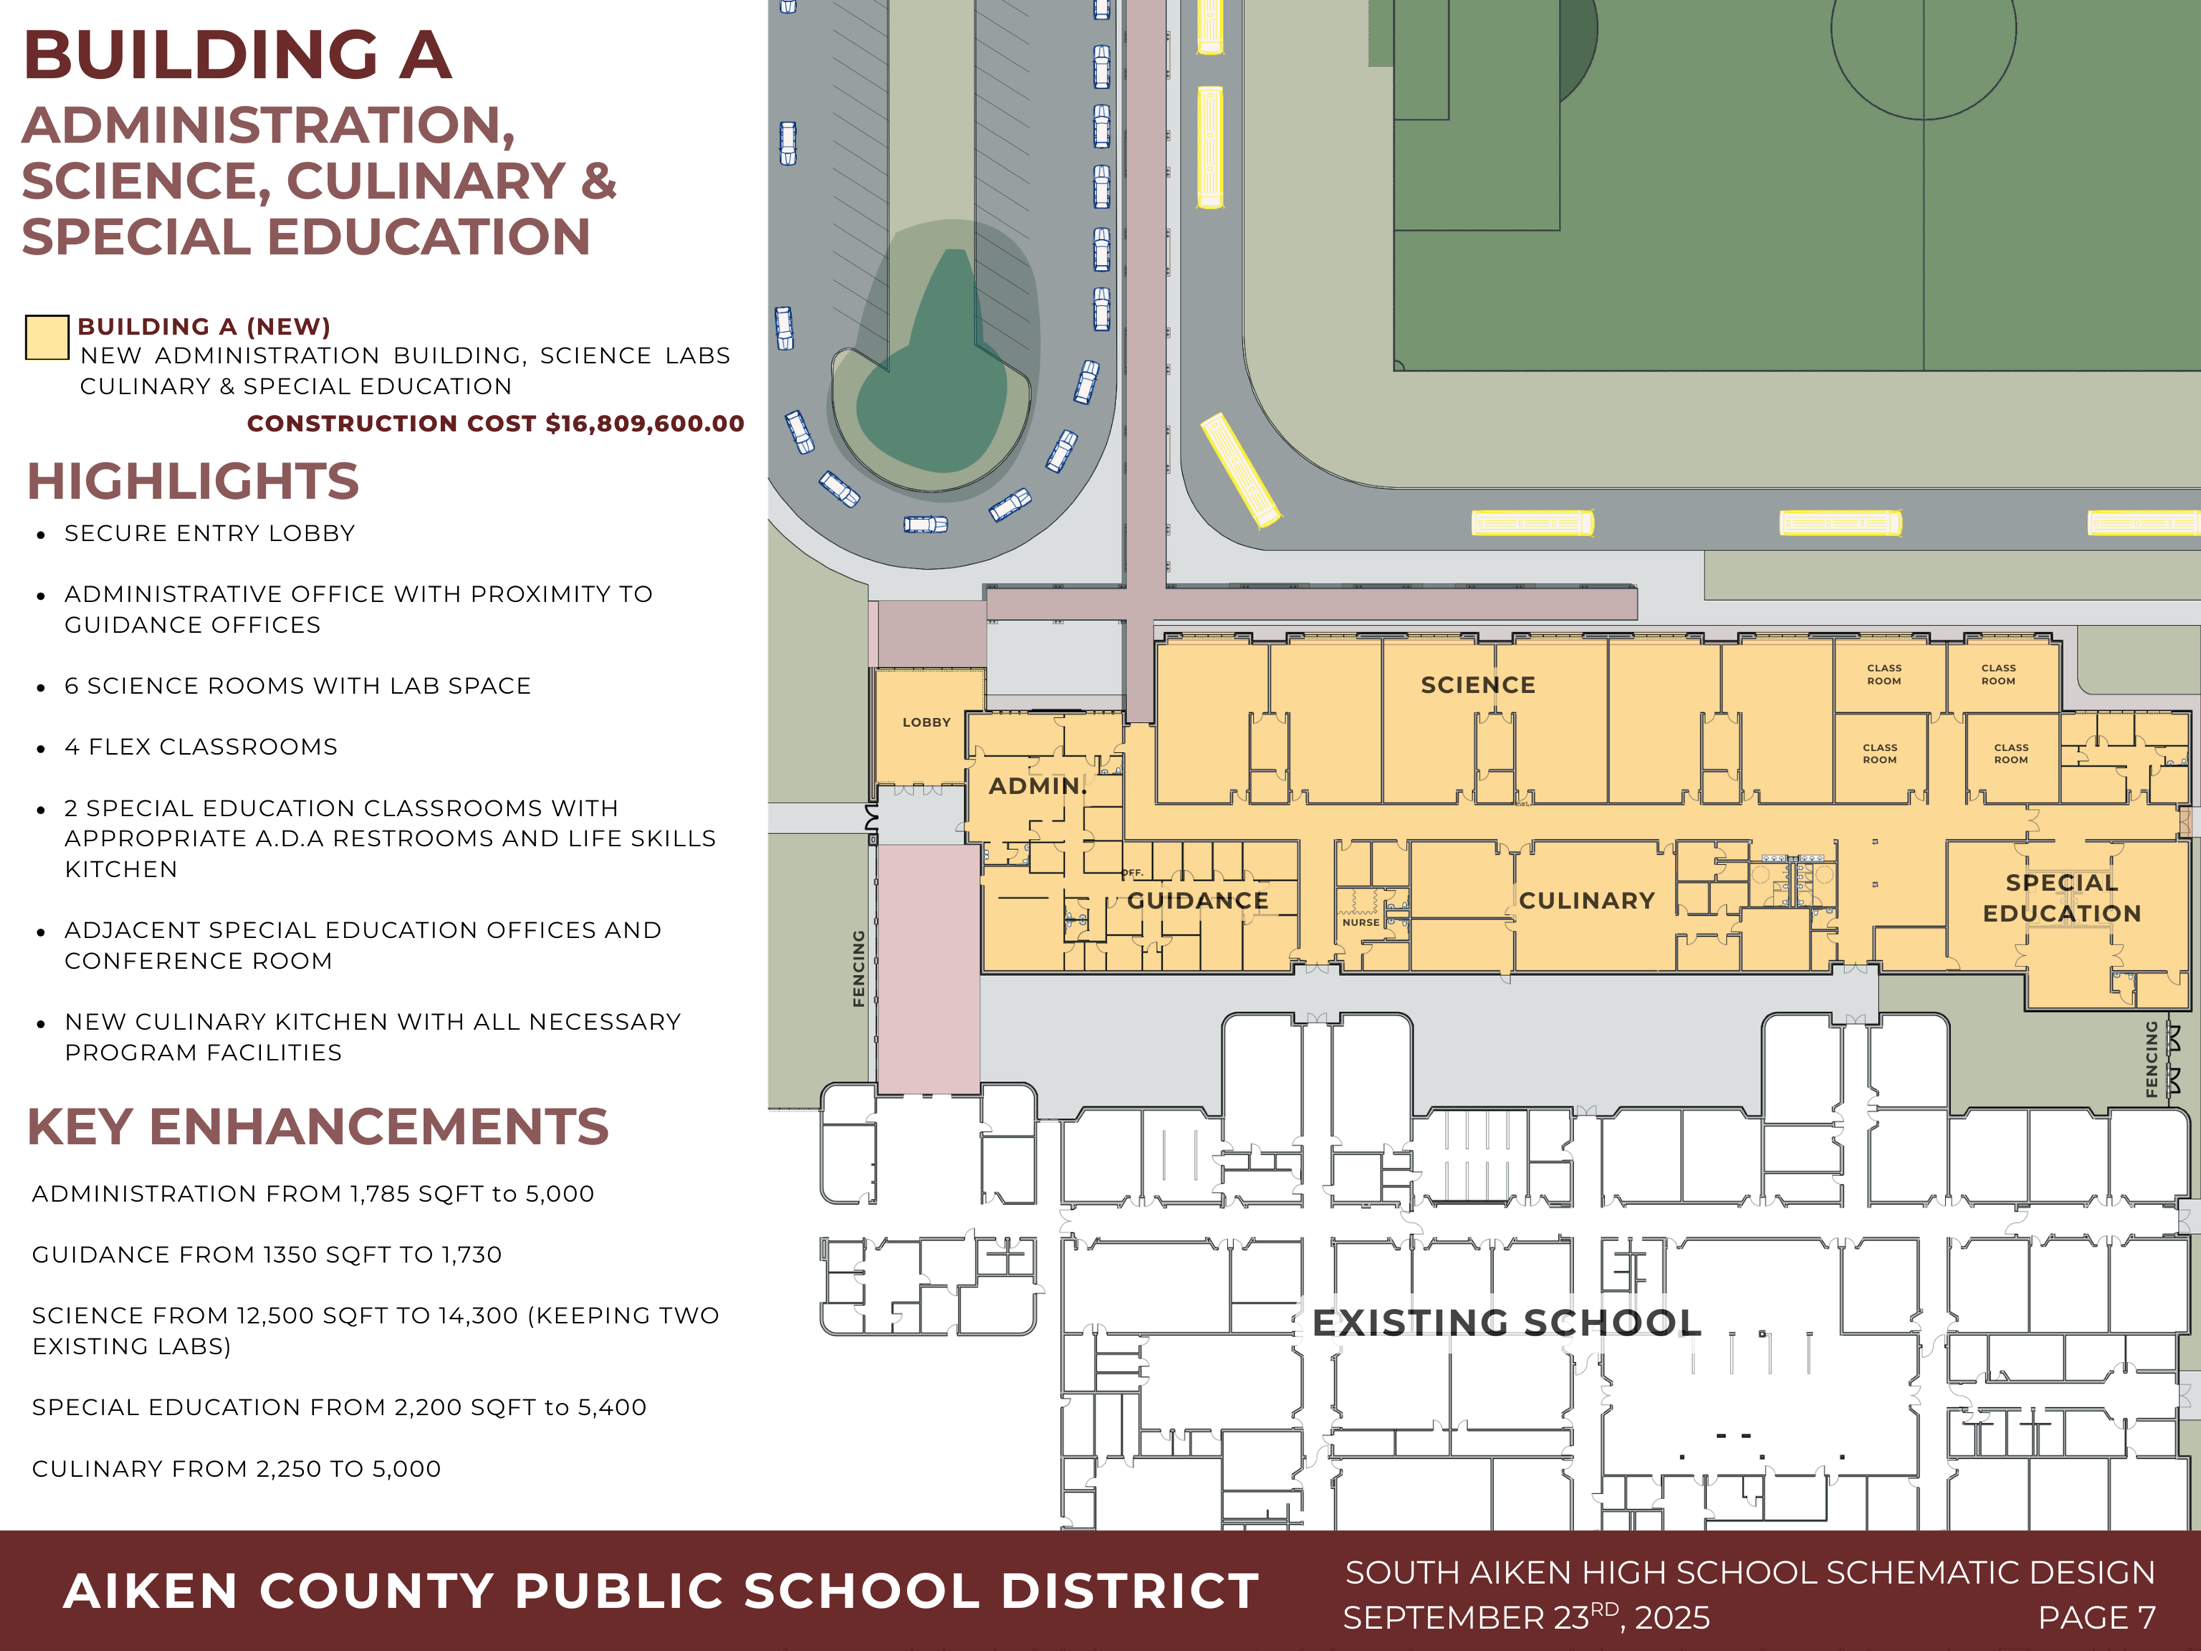 BUILDING A
ADMINISTRATION,
SCIENCE, CULINARY &
SPECIAL EDUCATION
BUILDING A (NEW)
NEW ADMINISTRATION BUILDING, SCIENCE LABS
CULINARY & SPECIAL EDUCATION
CONSTRUCTION COST $16,809,600.00
HIGHLIGHTS
• SECURE ENTRY LOBBY
• ADMINISTRATIVE OFFICE WITH PROXIMITY TO
GUIDANCE OFFICES
• 6 SCIENCE ROOMS WITH LAB SPACE
• 4 FLEX CLASSROOMS
• 2 SPECIAL EDUCATION CLASSROOMS WITH
APPROPRIATE A.D.A RESTROOMS AND LIFE SKILLS
KITCHEN
• ADJACENT SPECIAL EDUCATION OFFICES AND
CONFERENCE ROOM
• NEW CULINARY KITCHEN WITH ALL NECESSARY
PROGRAM FACILITIES
KEY ENHANCEMENTS
ADMINISTRATION FROM 1,785 SQFT to 5,000
GUIDANCE FROM 1350 SQFT TO 1,730
SCIENCE FROM 12,500 SQFT TO 14,300 (KEEPING TWO
EXISTING LABS)
SPECIAL EDUCATION FROM 2,200 SQFT to 5,400
CULINARY FROM 2,250 TO 5,000
SCIENCE
CLASS
ROOM
CLASS
ROOM
LOBBY
CLASS
ROOM
CLASS
ROOM
ADMIN.
OFF.
GUIDANCE
NURSE
CULINARY
SPECIAL
EDUCATION
FENCING
FENCING
EXISTING SCHOOL
AIKEN COUNTY PUBLIC SCHOOL DISTRICT
SOUTH AIKEN HIGH SCHOOL SCHEMATIC DESIGN
SEPTEMBER 23RD, 2025
PAGE 7